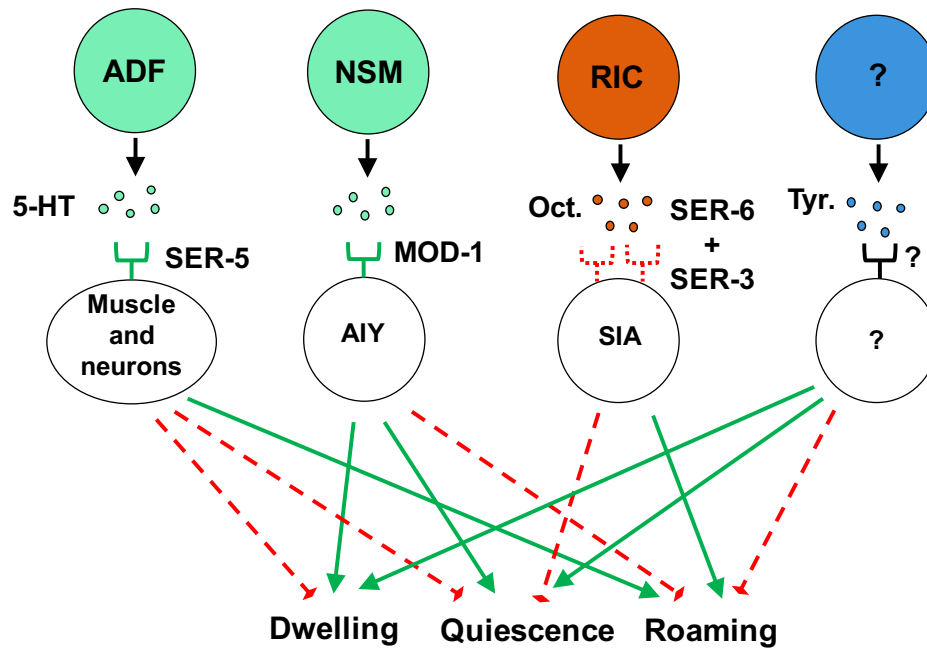 ADF
NSM
RIC
?
5-HT
Oct.
SER-6
+
SER-3
Tyr.
SER-5
MOD-1
?
Muscle
and
neurons
AIY
SIA
?
Dwelling Quiescence Roaming